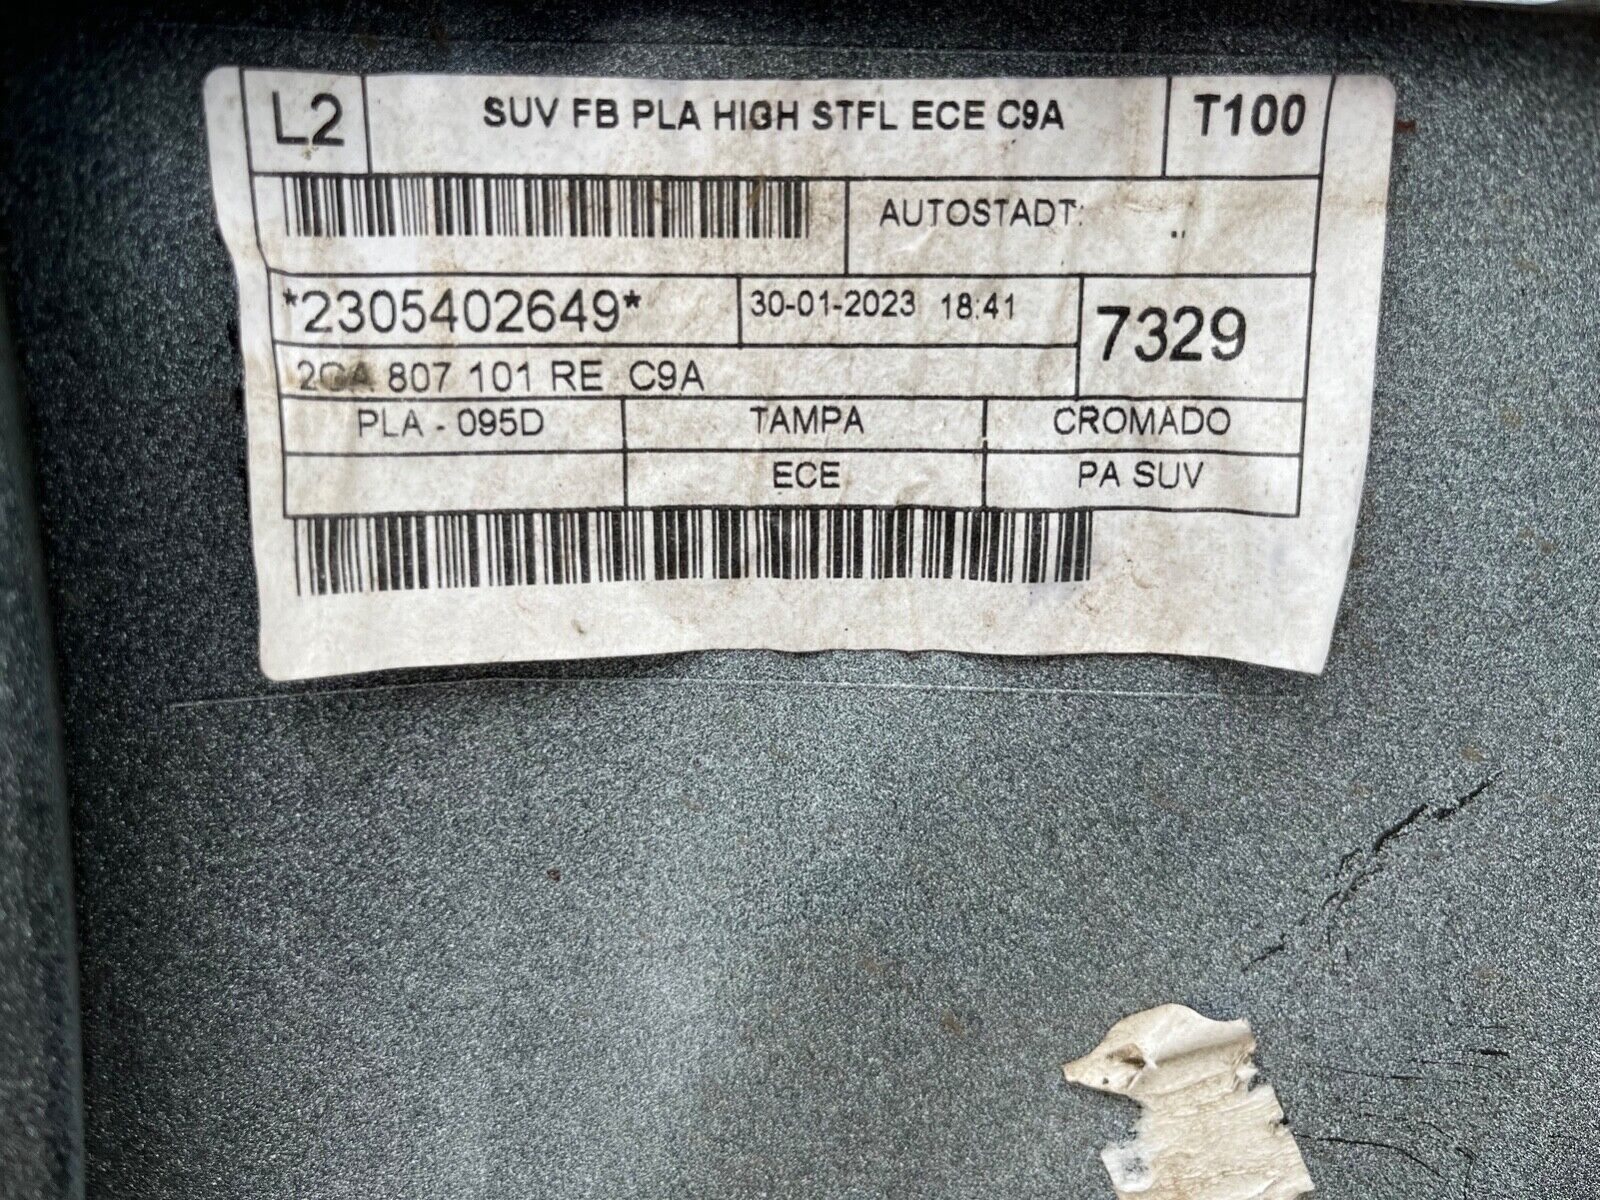 L2
SUV FB PLA HIGH STFL ECE C9A
T100
AUTOSTADT: ..
*2305402649*
30-01-2023 18:41
7329
807 101 RE C9A
PLA - 095D
TAMPA
CROMADO
ECE
PA SUV